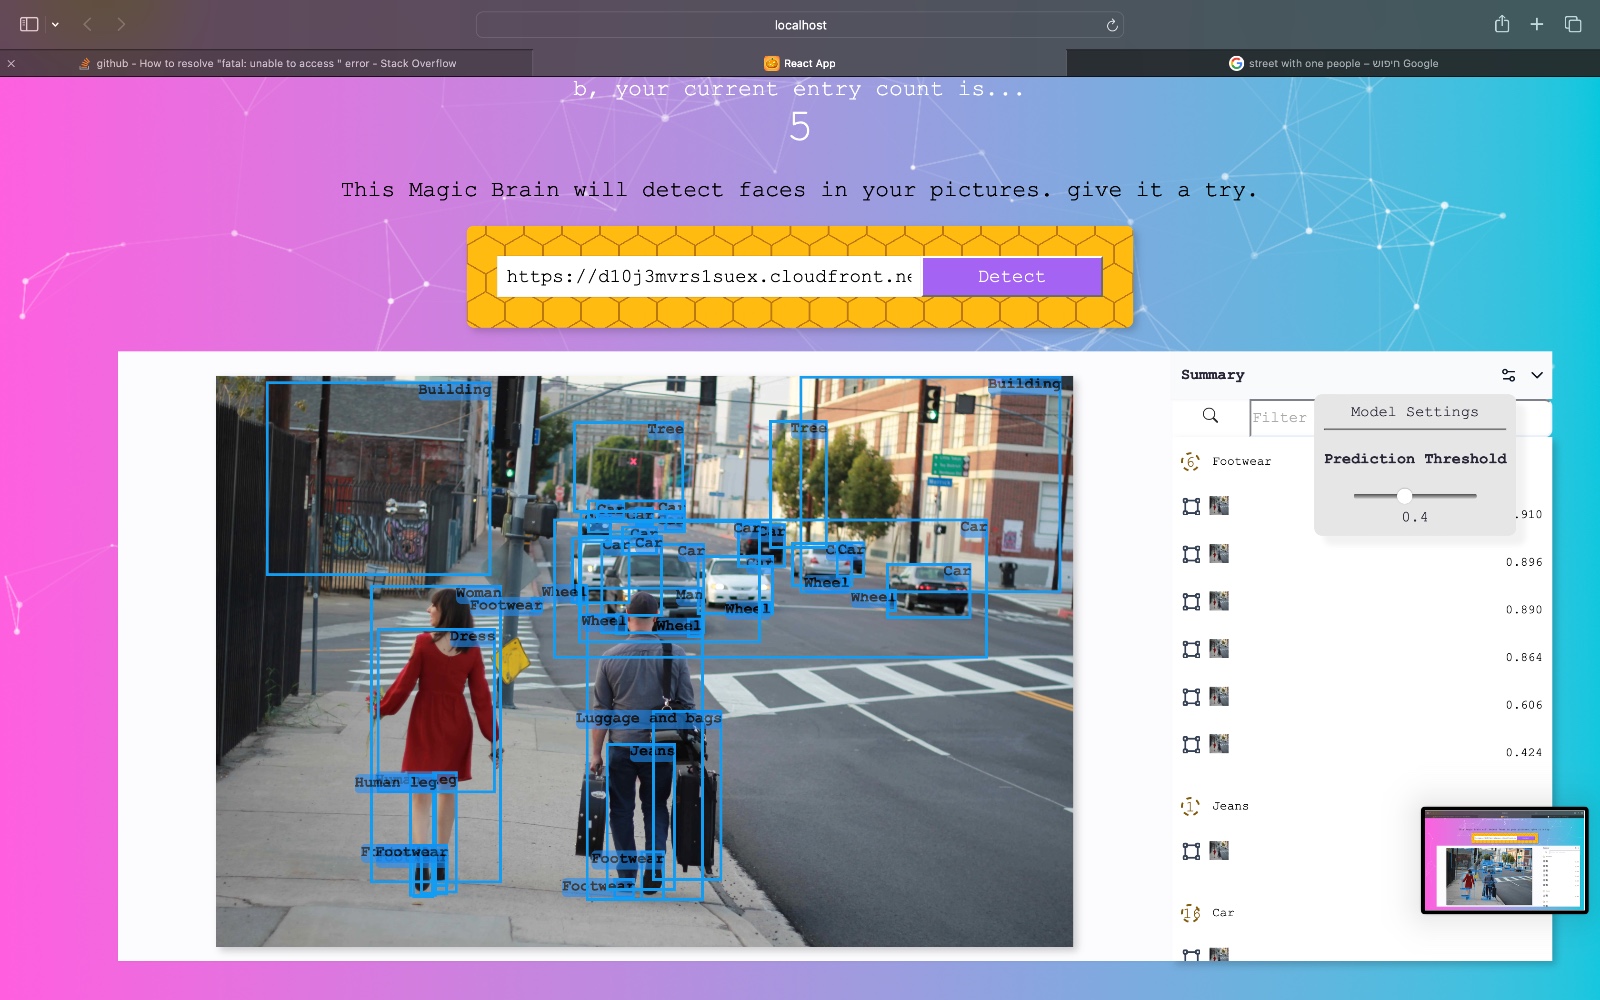 localhost
github - How to resolve "fatal: unable to access '' error - Stack Overflow
React App
street with one people – חיפוש Google
b, your current entry count is...
5
This Magic Brain will detect faces in your pictures. give it a try.
https://d10j3mvrs1suex.cloudfront.ne
Detect
Summary
Filter
Model Settings
Prediction Threshold
0.4
6 Footwear
.910
0.896
0.890
0.864
0.606
0.424
1 Jeans
16 Car
Building
Building
Tree
Tree
Car
Car
Car
Car
Car
Car
Car
Car
Car
Car
Car
Wheel
Wheel
Wheel
Wheel
Wheel
Wheel
Man
Woman
Footwear
Dress
Luggage and bags
Jeans
Human leg
Footwear
Footwear
Footwear